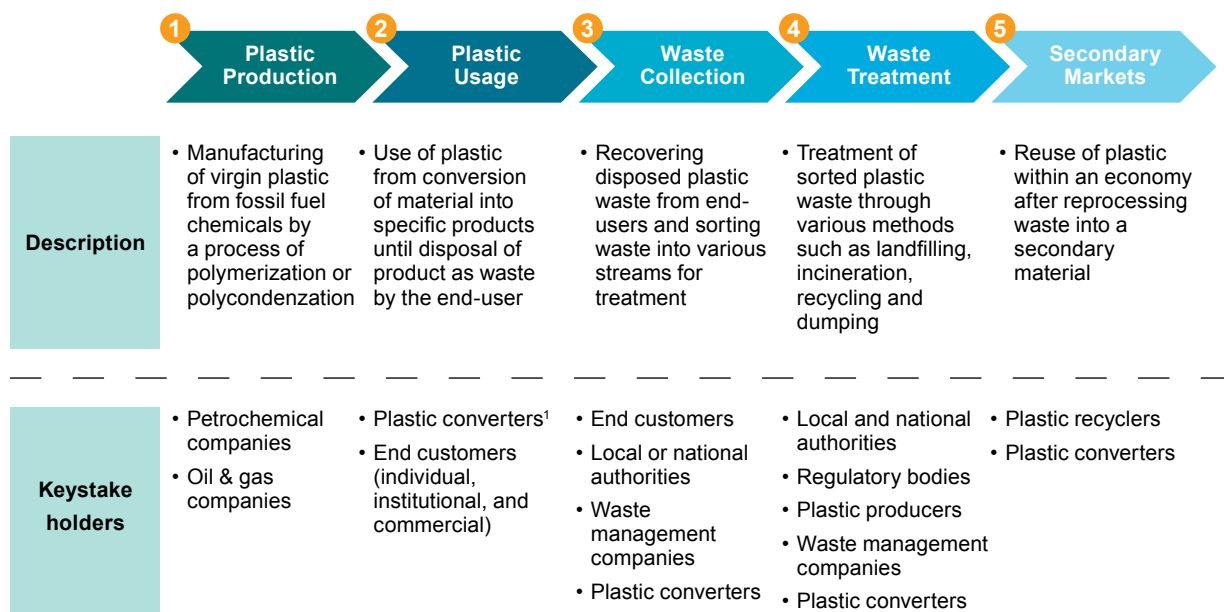 1
Plastic
Production
2
Plastic
Usage
3
Waste
Collection
4
Waste
Treatment
5
Secondary
Markets
Description
• Manufacturing
of virgin plastic
from fossil fuel
chemicals by
a process of
polymerization or
polycondenzation
• Use of plastic
from conversion
of material into
specific products
until disposal of
product as waste
by the end-user
• Recovering
disposed plastic
waste from end-
users and sorting
waste into various
streams for
treatment
• Treatment of
sorted plastic
waste through
various methods
such as landfilling,
incineration,
recycling and
dumping
• Reuse of plastic
within an economy
after reprocessing
waste into a
secondary
material
Keystake
holders
• Petrochemical
companies
• Oil & gas
companies
• Plastic converters¹
• End customers
(individual,
institutional, and
commercial)
• End customers
• Local or national
authorities
• Waste
management
companies
• Plastic converters
• Local and national
authorities
• Regulatory bodies
• Plastic producers
• Waste management
companies
• Plastic converters
• Plastic recyclers
• Plastic converters